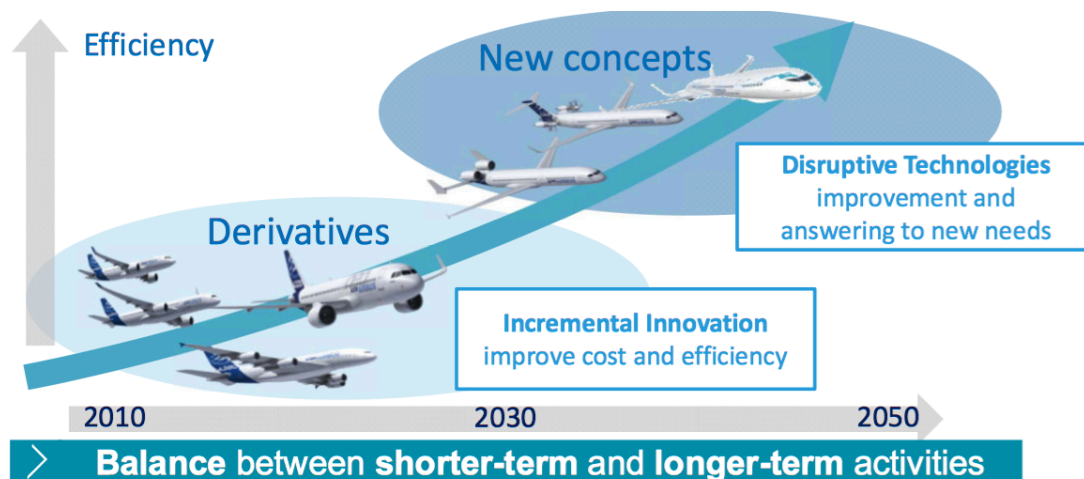 Efficiency
New concepts
Disruptive Technologies
improvement and
answering to new needs
Derivatives
Incremental Innovation
improve cost and efficiency
2010
2030
2050
Balance between shorter-term and longer-term activities